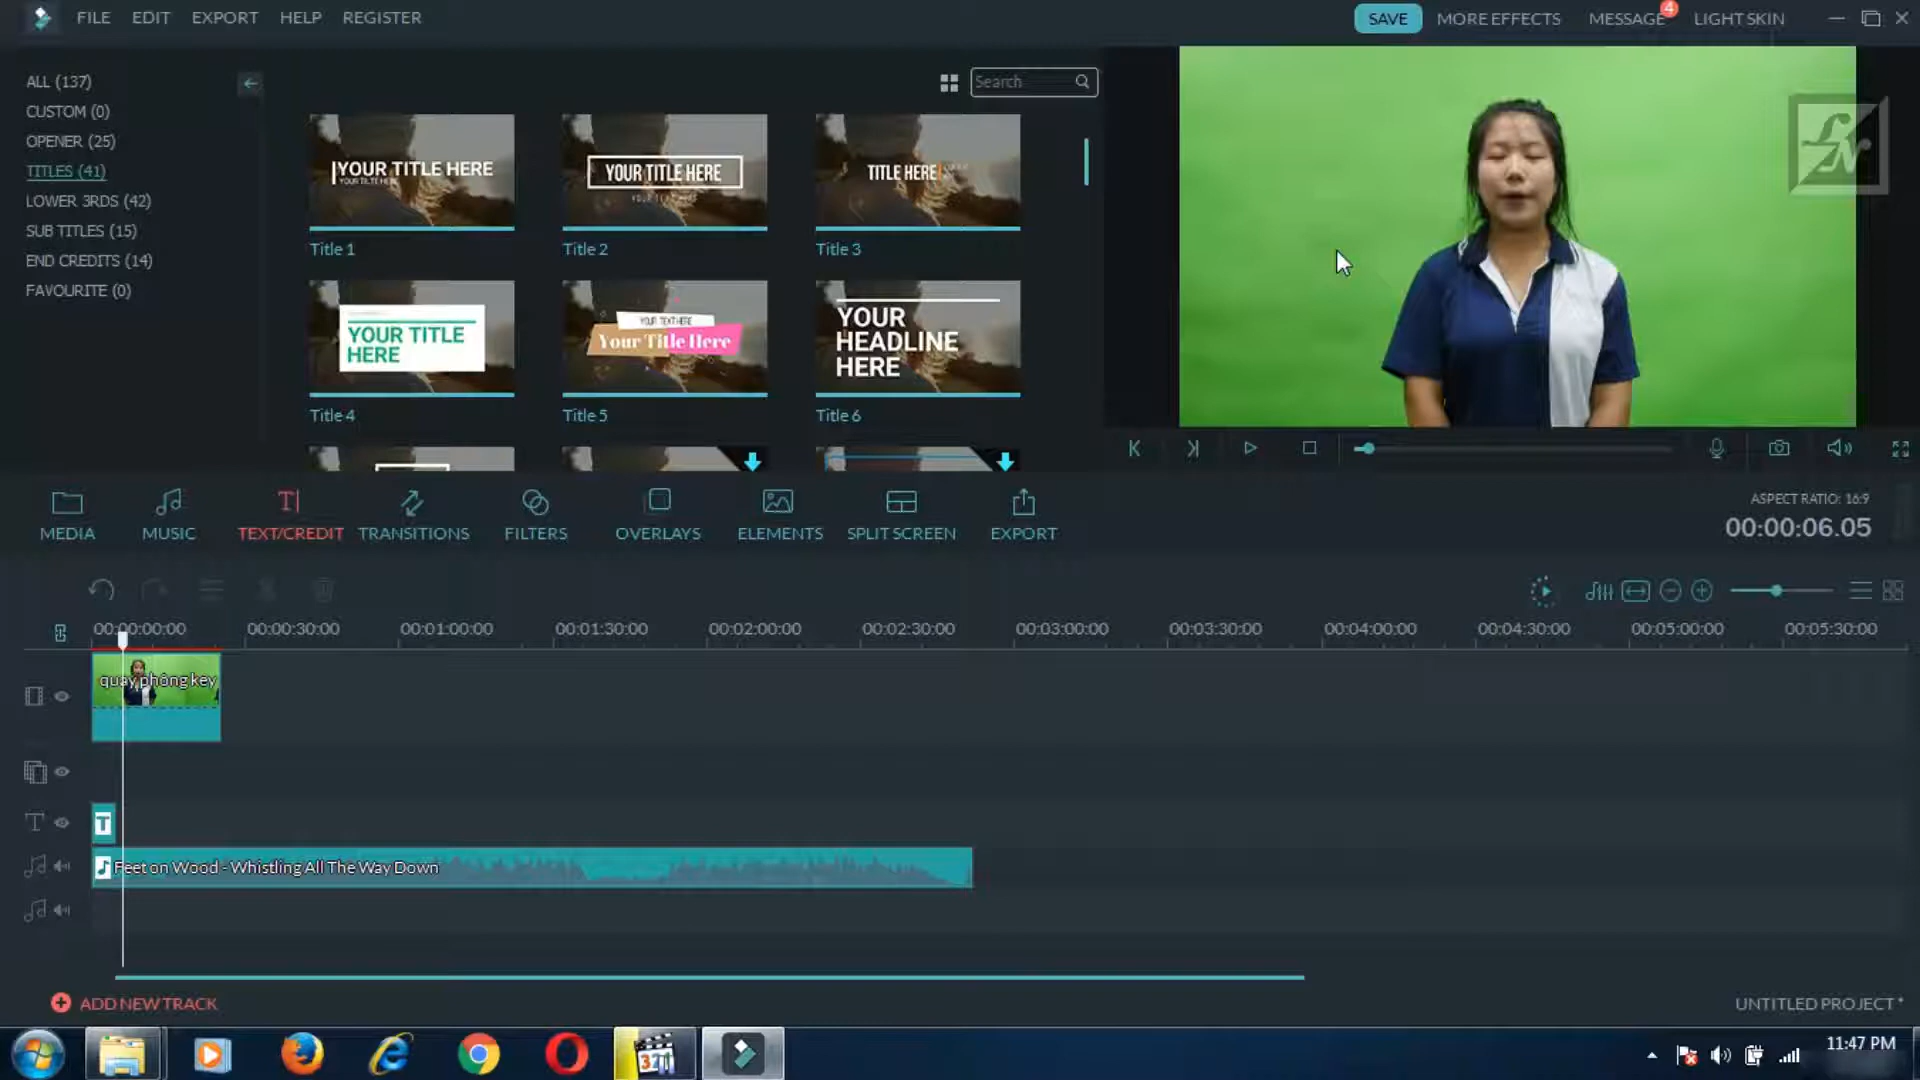 FILE EDIT EXPORT HELP REGISTER
SAVE MORE EFFECTS MESSAGE 4 LIGHT SKIN
ALL (137)
CUSTOM (0)
OPENER (25)
TITLES (41)
LOWER 3RDS (42)
SUB TITLES (15)
END CREDITS (14)
FAVOURITE (0)
Search
YOUR TITLE HERE
YOUR TITLE HERE
TITLE HERE
Title 1
Title 2
Title 3
YOUR TITLE
HERE
YOUR TEXT HERE
Your Title Here
YOUR
HEADLINE
HERE
Title 4
Title 5
Title 6
MEDIA
MUSIC
TEXT/CREDIT
TRANSITIONS
FILTERS
OVERLAYS
ELEMENTS
SPLIT SCREEN
EXPORT
ASPECT RATIO: 16:9
00:00:06.05
00:00:00:00 00:00:30:00 00:01:00:00 00:01:30:00 00:02:00:00 00:02:30:00 00:03:00:00 00:03:30:00 00:04:00:00 00:04:30:00 00:05:00:00 00:05:30:00
quay phông key
T
Feet on Wood - Whistling All The Way Down
ADD NEW TRACK
UNTITLED PROJECT *
321
11:47 PM